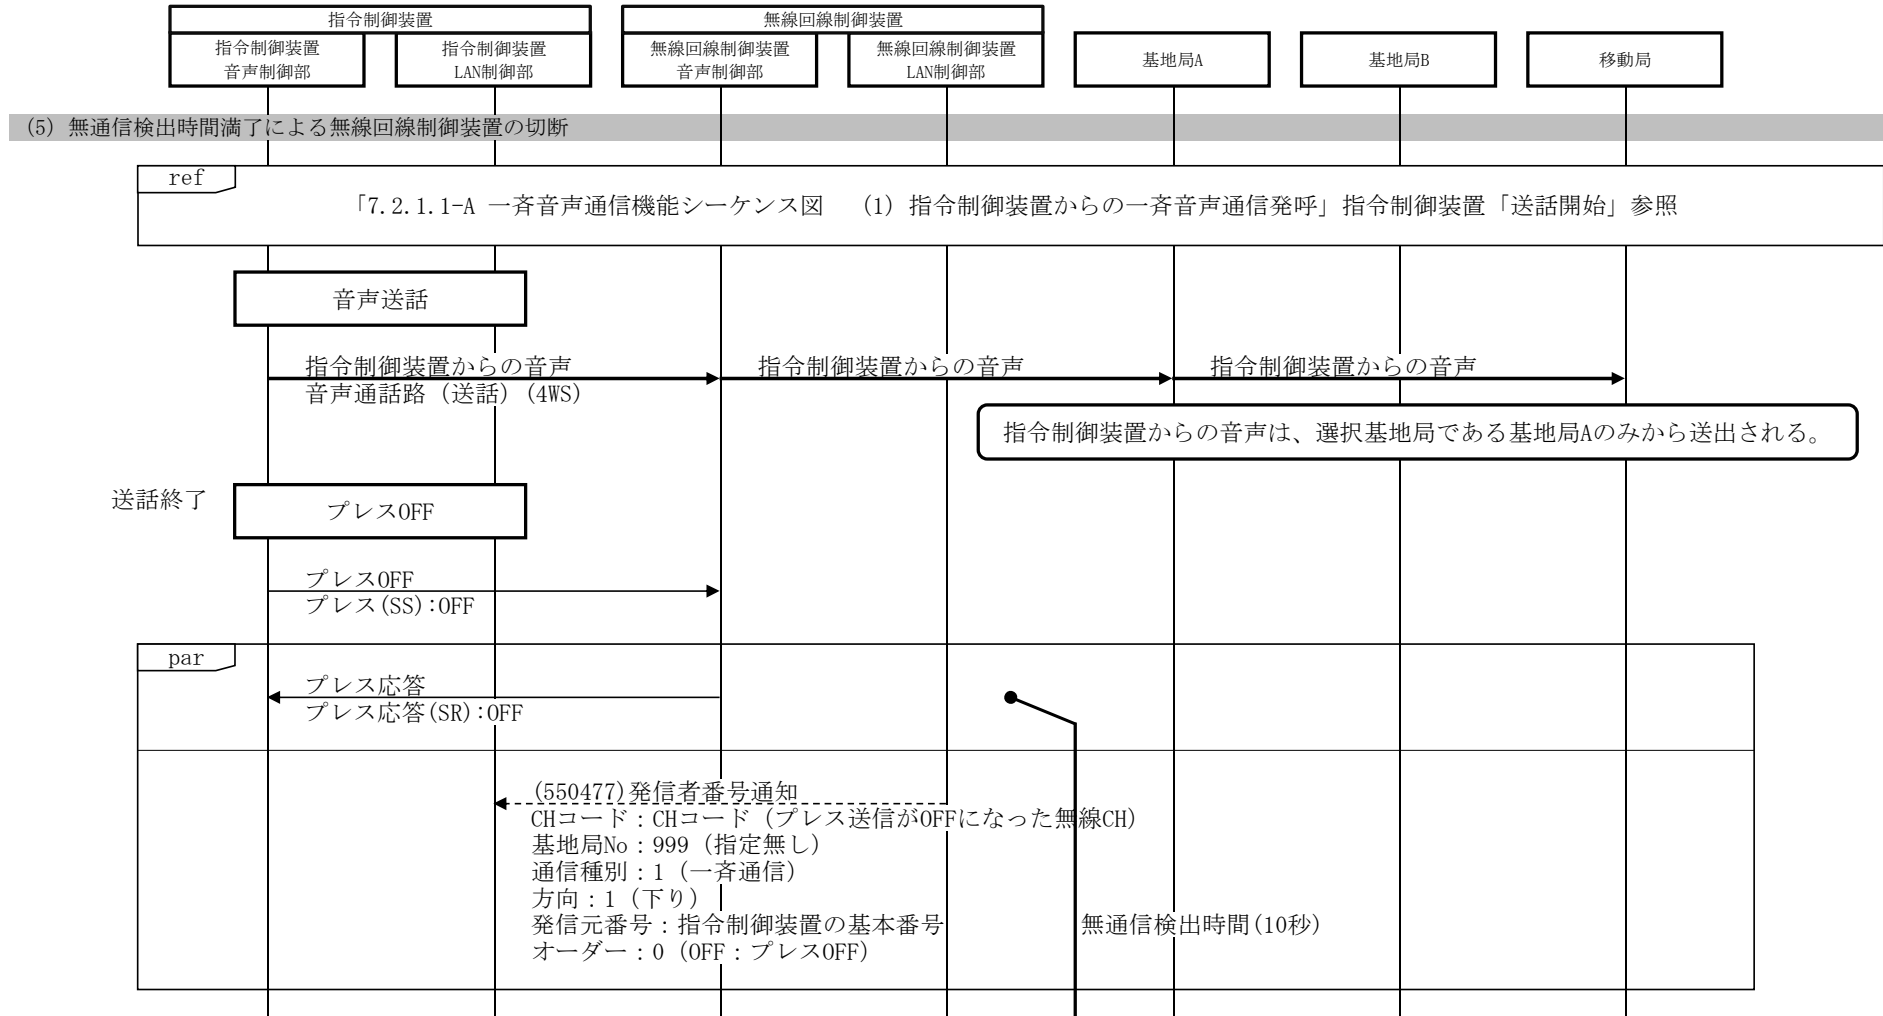 指令制御装置
無線回線制御装置
指令制御装置
音声制御部
指令制御装置
LAN制御部
無線回線制御装置
音声制御部
無線回線制御装置
LAN制御部
基地局A
基地局B
移動局
(5) 無通信検出時間満了による無線回線制御装置の切断
ref
「7.2.1.1-A 一斉音声通信機能シーケンス図　(1) 指令制御装置からの一斉音声通信発呼」指令制御装置「送話開始」参照
音声送話
指令制御装置からの音声
音声通話路（送話）(4WS)
指令制御装置からの音声
指令制御装置からの音声
指令制御装置からの音声は、選択基地局である基地局Aのみから送出される。
送話終了
プレスOFF
プレスOFF
プレス(SS):OFF
par
プレス応答
プレス応答(SR):OFF
(550477)発信者番号通知
CHコード：CHコード（プレス送信がOFFになった無線CH）
基地局No：999（指定無し）
通信種別：1（一斉通信）
方向：1（下り）
発信元番号：指令制御装置の基本番号
オーダー：0（OFF：プレスOFF）
無通信検出時間(10秒)